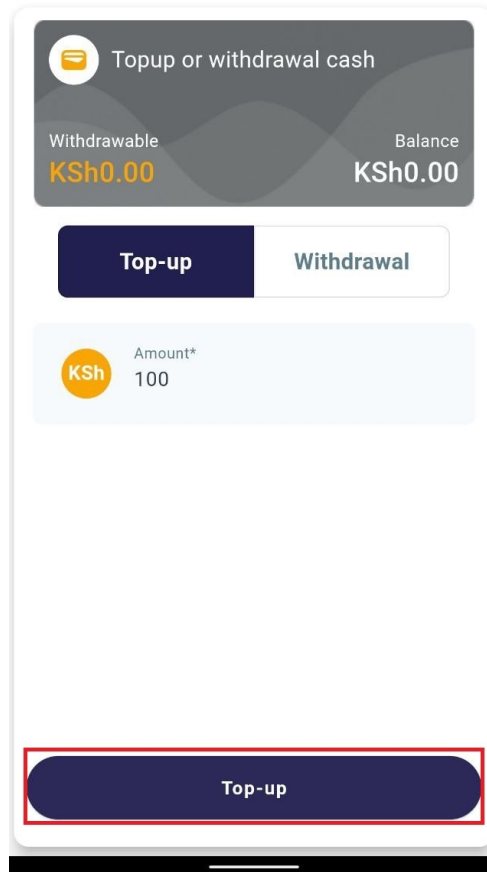 Topup or withdrawal cash
Withdrawable Balance
KSh0.00 KSh0.00
Top-up Withdrawal
Amount*
KSh 100
Top-up